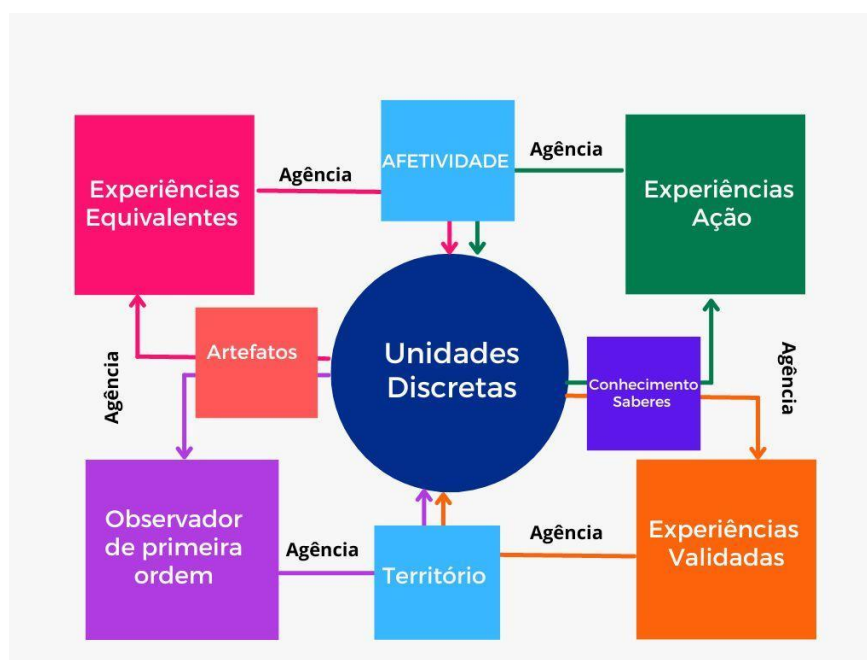 Experiências
Equivalentes
Agência
AFETIVIDADE
Agência
Experiências
Ação
Artefatos
Unidades
Discretas
Conhecimento
Saberes
Agência
Agência
Observador
de primeira
ordem
Agência
Território
Agência
Experiências
Validadas